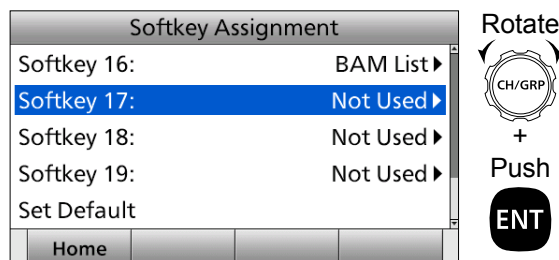 Softkey Assignment
Softkey 16: BAM List
Softkey 17: Not Used
Softkey 18: Not Used
Softkey 19: Not Used
Set Default
Home
Rotate
CH/GRP
+
Push
ENT